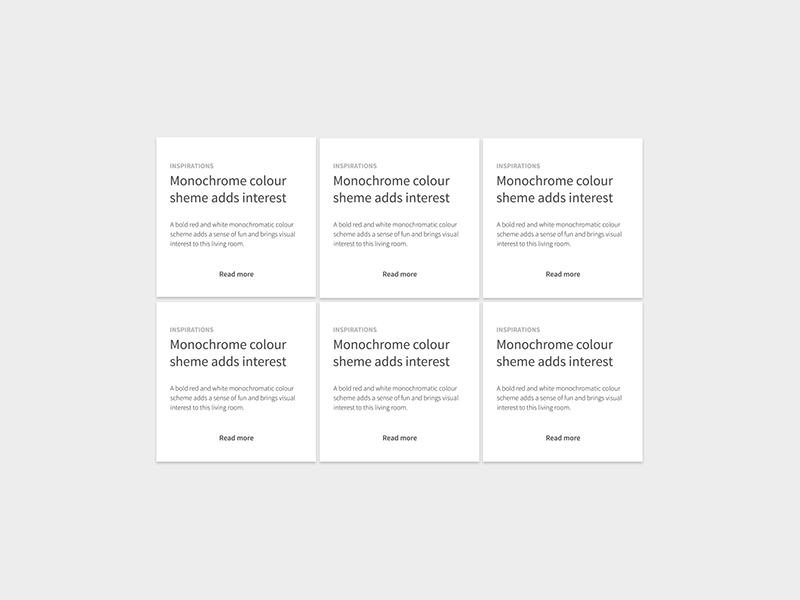 INSPIRATIONS
Monochrome colour
sheme adds interest
A bold red and white monochromatic colour
scheme adds a sense of fun and brings visual
interest to this living room.
Read more
INSPIRATIONS
Monochrome colour
sheme adds interest
A bold red and white monochromatic colour
scheme adds a sense of fun and brings visual
interest to this living room.
Read more
INSPIRATIONS
Monochrome colour
sheme adds interest
A bold red and white monochromatic colour
scheme adds a sense of fun and brings visual
interest to this living room.
Read more
INSPIRATIONS
Monochrome colour
sheme adds interest
A bold red and white monochromatic colour
scheme adds a sense of fun and brings visual
interest to this living room.
Read more
INSPIRATIONS
Monochrome colour
sheme adds interest
A bold red and white monochromatic colour
scheme adds a sense of fun and brings visual
interest to this living room.
Read more
INSPIRATIONS
Monochrome colour
sheme adds interest
A bold red and white monochromatic colour
scheme adds a sense of fun and brings visual
interest to this living room.
Read more